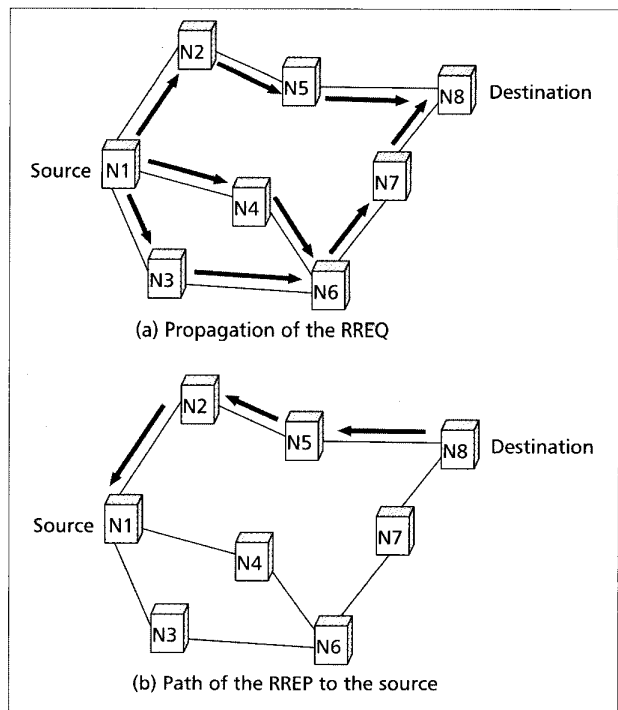 N2
N5
N8 Destination
Source N1
N7
N4
N3
N6
(a) Propagation of the RREQ
N2
N5
N8 Destination
Source N1
N7
N4
N3
N6
(b) Path of the RREP to the source